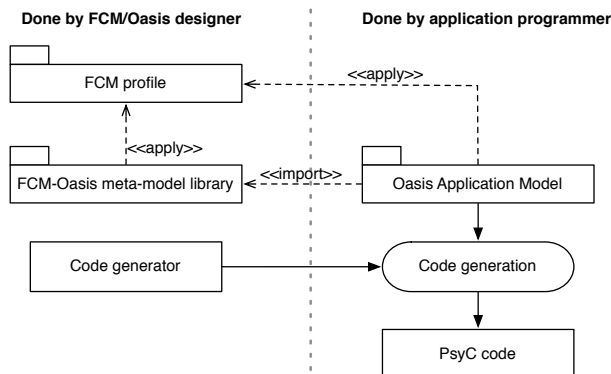 Done by FCM/Oasis designer
Done by application programmer
<<apply>>
FCM profile
<<apply>>
FCM-Oasis meta-model library
<<import>>
Oasis Application Model
Code generator
Code generation
PsyC code